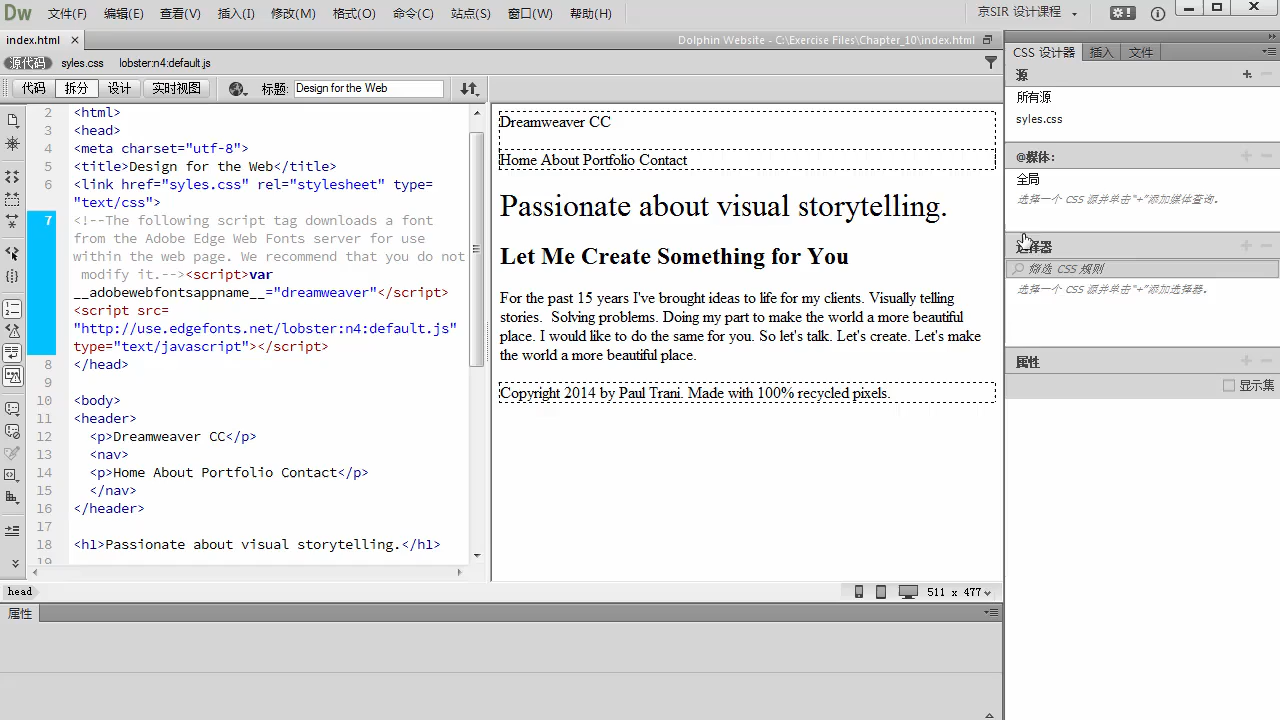 Dw 文件(F) 编辑(E) 查看(V) 插入(I) 修改(M) 格式(O) 命令(C) 站点(S) 窗口(W) 帮助(H) 京SIR 设计课程
index.html Dolphin Website - C:\Exercise Files\Chapter_10\index.html
源代码 syles.css lobster:n4:default.js
代码 拆分 设计 实时视图 标题: Design for the Web
2 <html>
3 <head>
4 <meta charset="utf-8">
5 <title>Design for the Web</title>
6 <link href="syles.css" rel="stylesheet" type=
"text/css">
7 <!--The following script tag downloads a font
from the Adobe Edge Web Fonts server for use
within the web page. We recommend that you do not
modify it.--><script>var
__adobewebfontsappname__="dreamweaver"</script>
<script src=
"http://use.edgefonts.net/lobster:n4:default.js"
type="text/javascript"></script>
8 </head>
9
10 <body>
11 <header>
12 <p>Dreamweaver CC</p>
13 <nav>
14 <p>Home About Portfolio Contact</p>
15 </nav>
16 </header>
17
18 <h1>Passionate about visual storytelling.</h1>
19
Dreamweaver CC
Home About Portfolio Contact
Passionate about visual storytelling.
Let Me Create Something for You
For the past 15 years I've brought ideas to life for my clients. Visually telling
stories. Solving problems. Doing my part to make the world a more beautiful
place. I would like to do the same for you. So let's talk. Let's create. Let's make
the world a more beautiful place.
Copyright 2014 by Paul Trani. Made with 100% recycled pixels.
CSS 设计器 插入 文件
源
所有源
syles.css
@媒体:
全局
选择一个 CSS 源并单击"+"添加媒体查询。
选择器
筛选 CSS 规则
选择一个 CSS 源并单击"+"添加选择器。
属性
显示集
head 511 x 477
属性